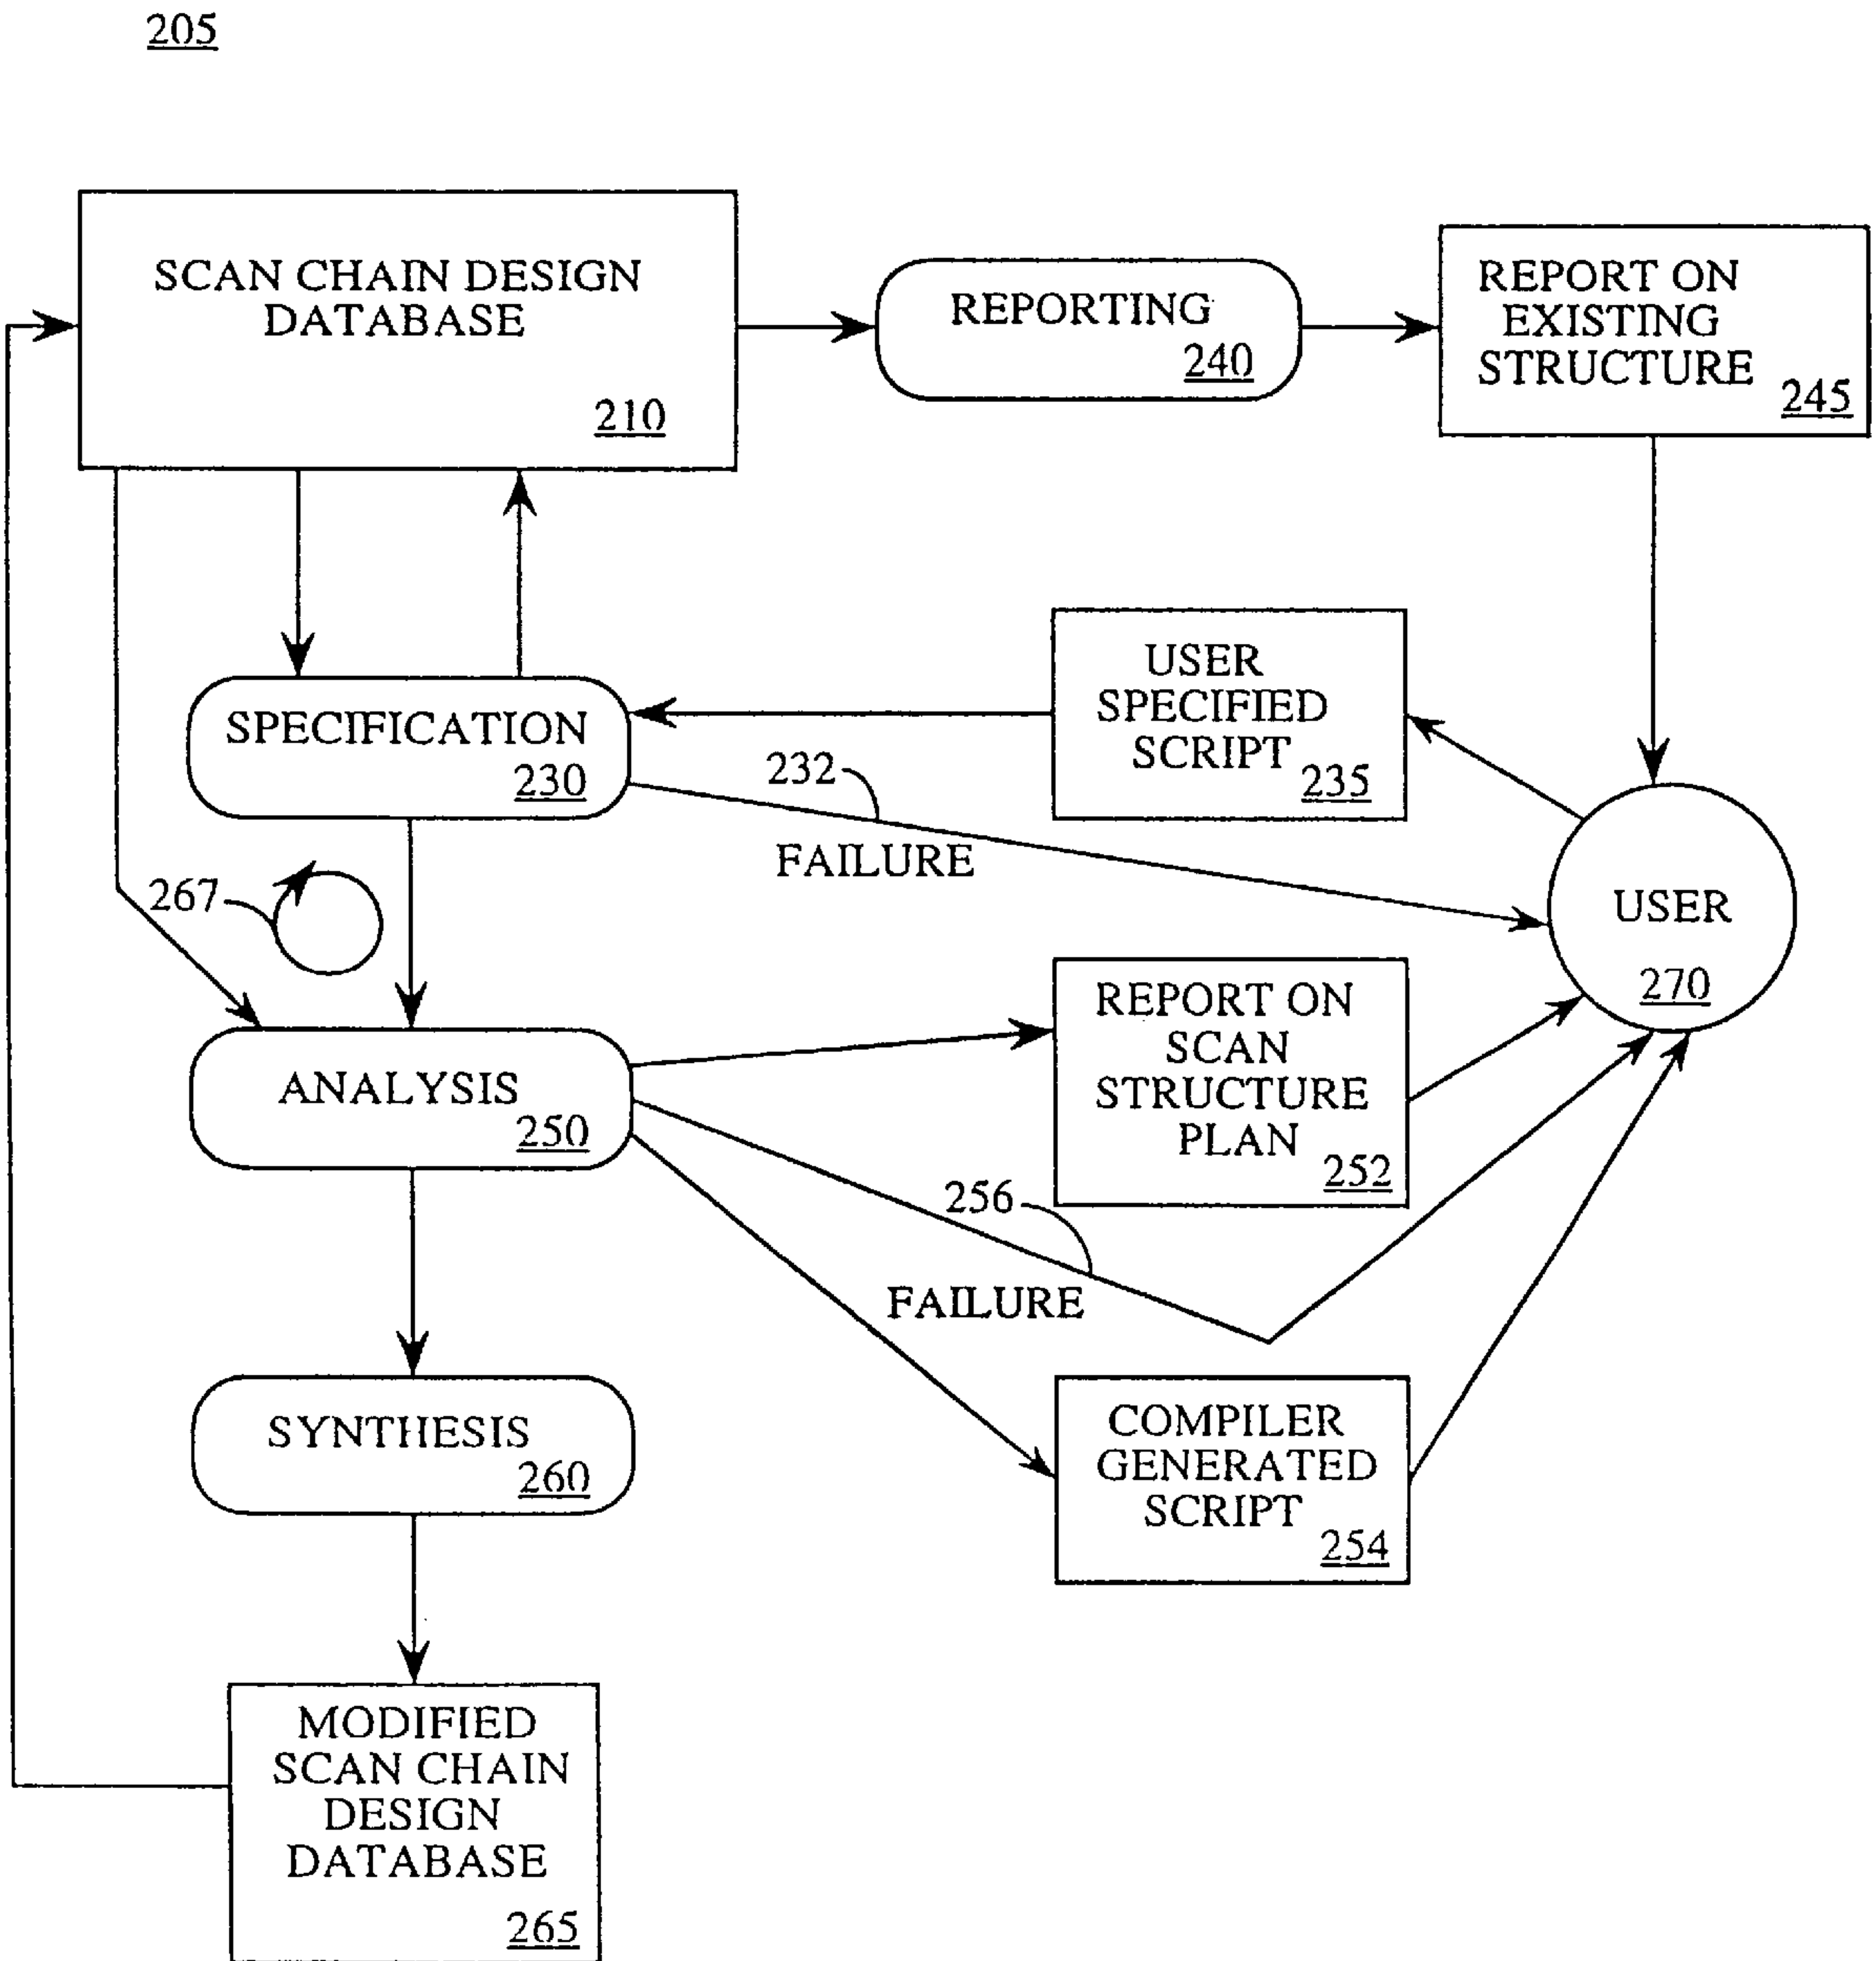 205
SCAN CHAIN DESIGN
DATABASE
210
REPORTING
240
REPORT ON
EXISTING
STRUCTURE
245
SPECIFICATION
230
USER
SPECIFIED
SCRIPT
235
232
FAILURE
267
USER
270
ANALYSIS
250
REPORT ON
SCAN
STRUCTURE
PLAN
252
256
FAILURE
SYNTHESIS
260
COMPILER
GENERATED
SCRIPT
254
MODIFIED
SCAN CHAIN
DESIGN
DATABASE
265